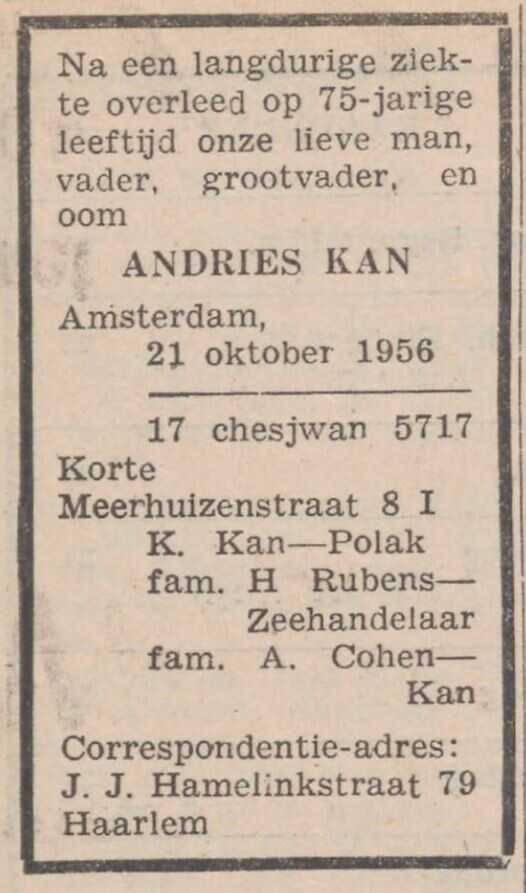 Na een langdurige ziek-
te overleed op 75-jarige
leeftijd onze lieve man,
vader, grootvader, en
oom
ANDRIES KAN
Amsterdam,
21 oktober 1956
17 chesjwan 5717
Korte
Meerhuizenstraat 8 I
K. Kan—Polak
fam. H Rubens—
Zeehandelaar
fam. A. Cohen—
Kan
Correspondentie-adres:
J. J. Hamelinkstraat 79
Haarlem